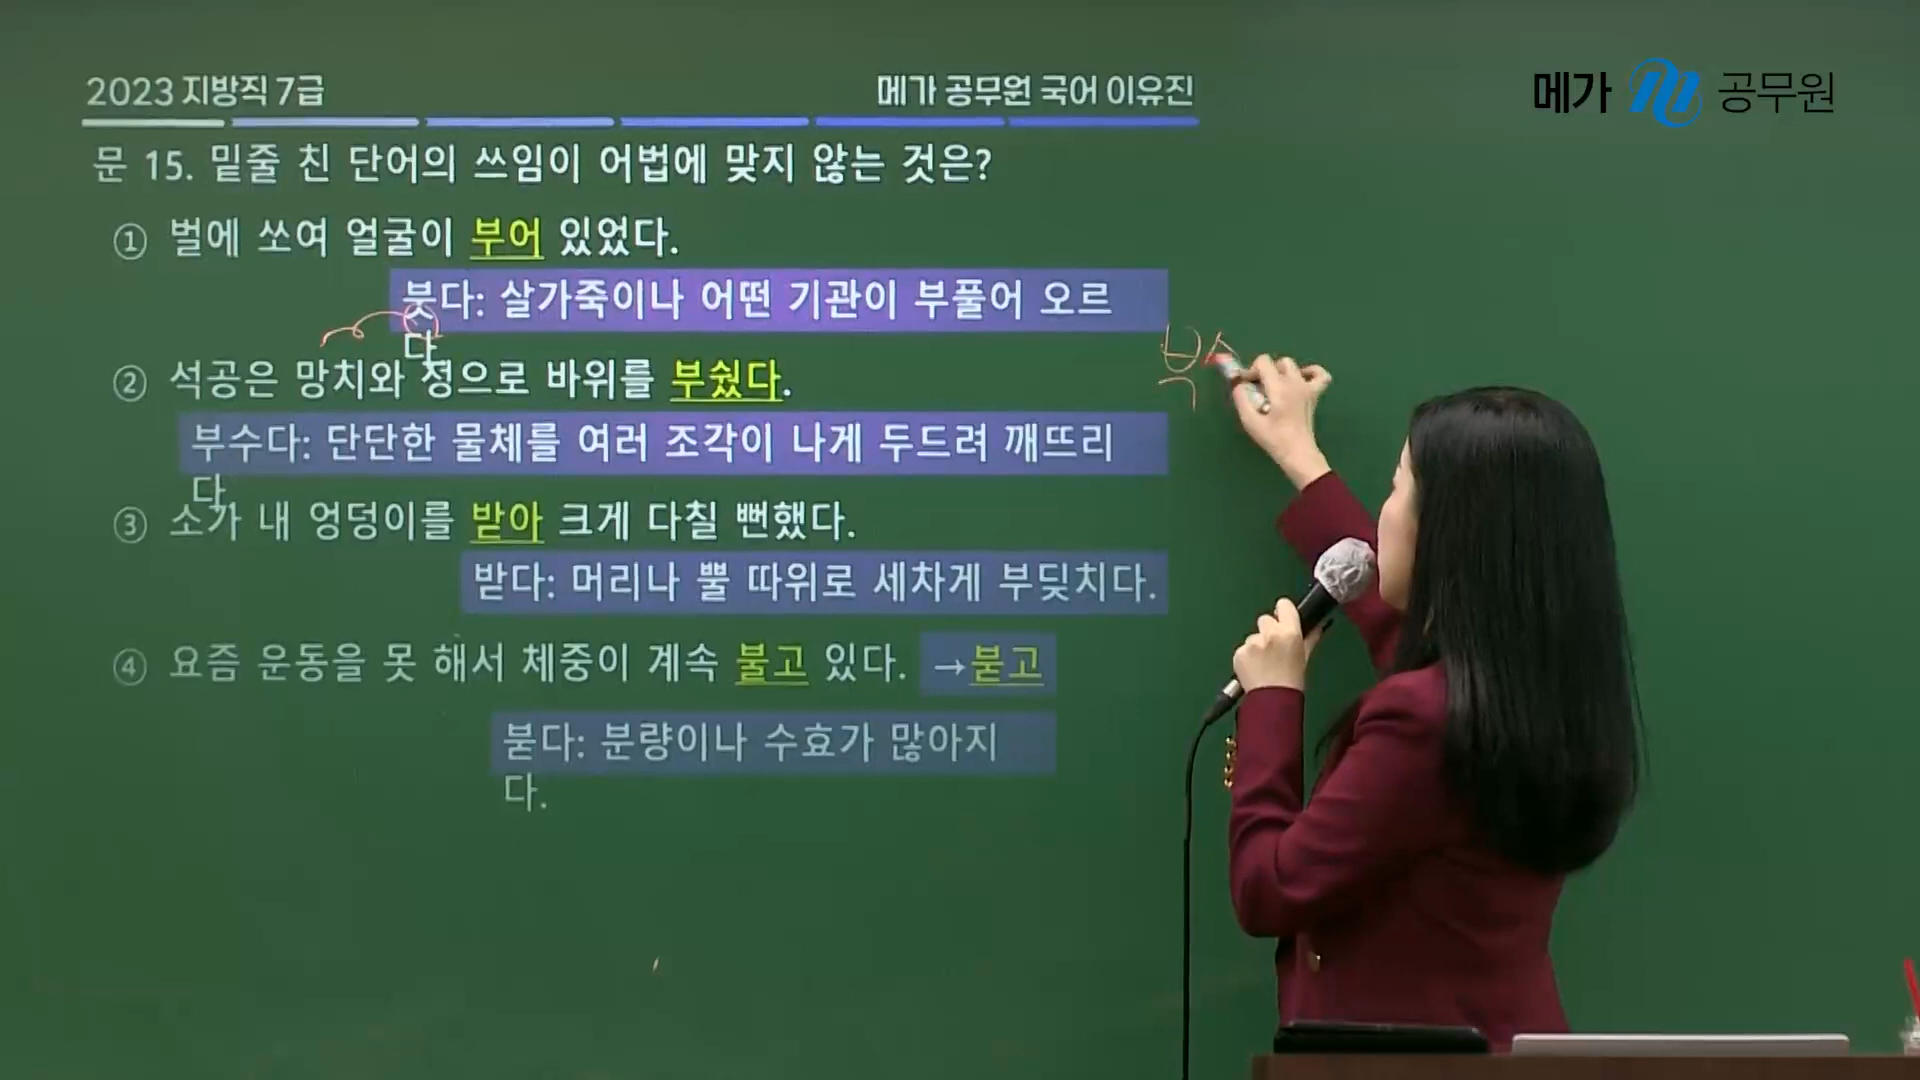 2023 지방직 7급
메가 공무원 국어 이유진
메가 공무원
문 15. 밑줄 친 단어의 쓰임이 어법에 맞지 않는 것은?
① 벌에 쏘여 얼굴이 부어 있었다.
붓다: 살가죽이나 어떤 기관이 부풀어 오르
다
② 석공은 망치와 정으로 바위를 부쉈다.
부수다: 단단한 물체를 여러 조각이 나게 두드려 깨뜨리
다
③ 소가 내 엉덩이를 받아 크게 다칠 뻔했다.
받다: 머리나 뿔 따위로 세차게 부딪치다.
④ 요즘 운동을 못 해서 체중이 계속 불고 있다. →붇고
붇다: 분량이나 수효가 많아지
다.